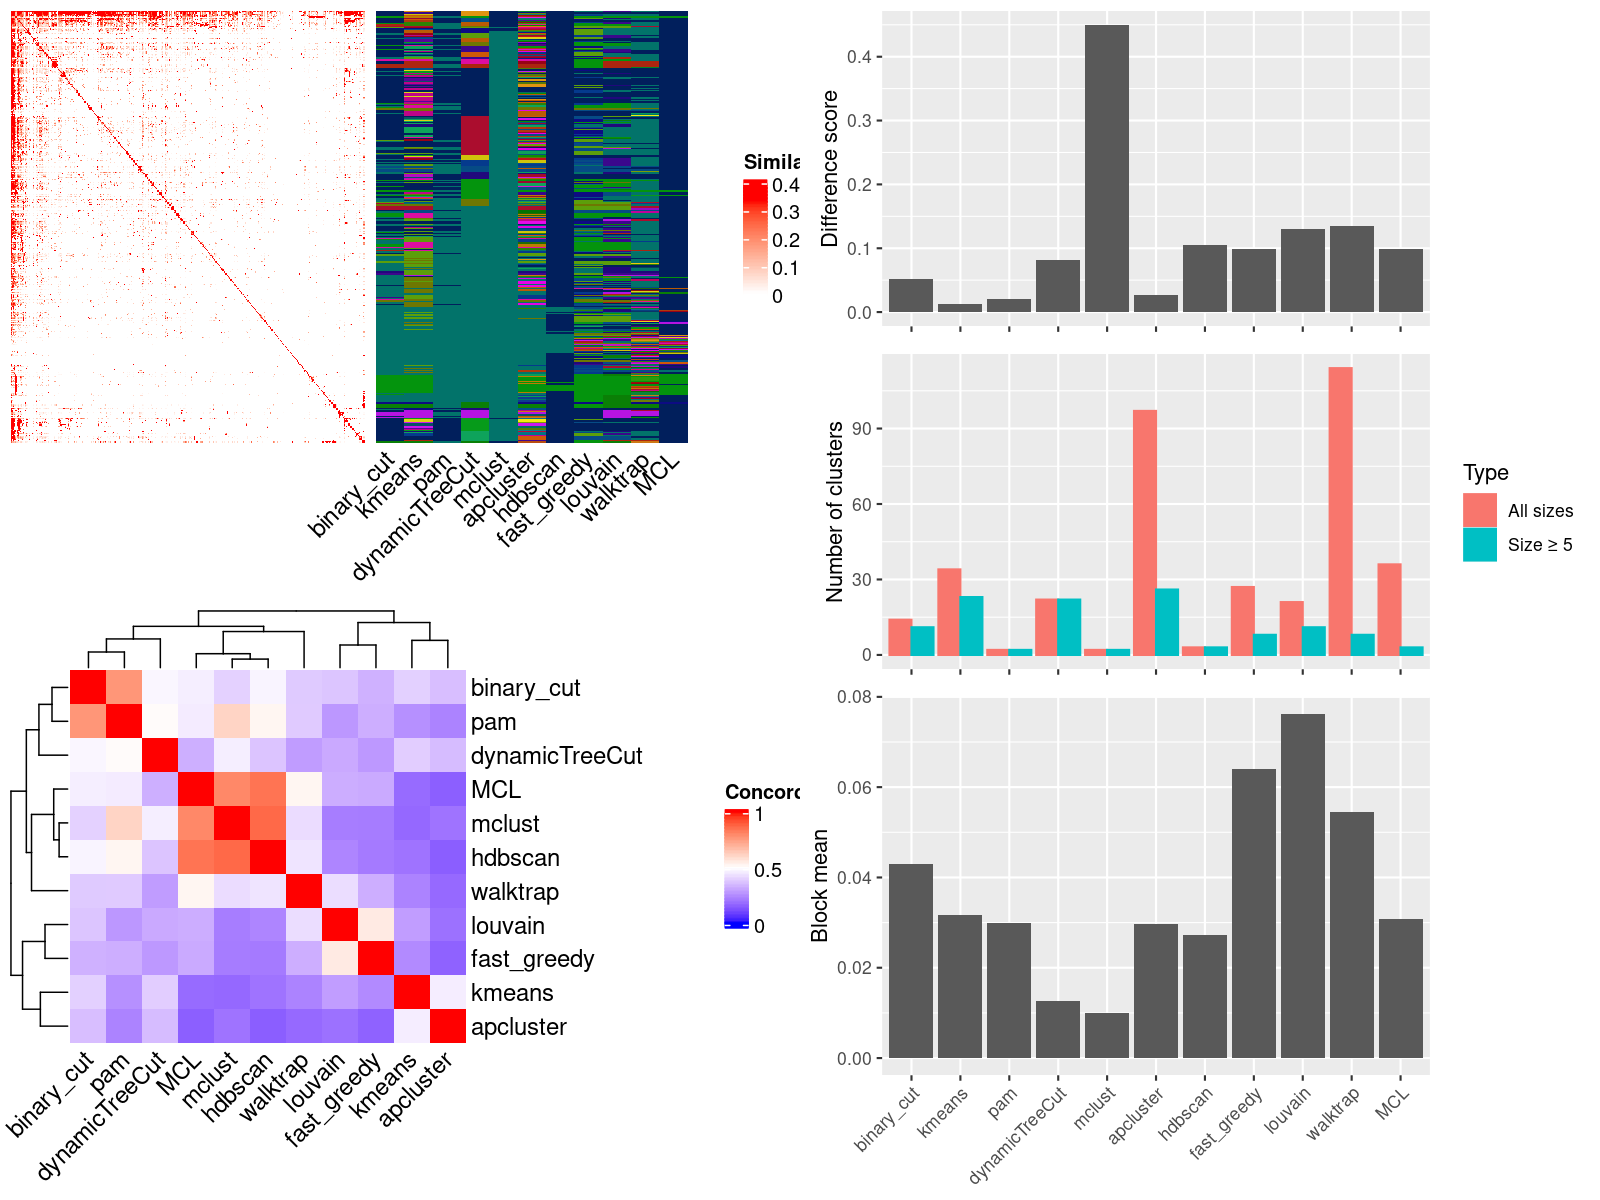 Simila
0.4
0.3
0.2
0.1
0
binary_cut
kmeans
pam
dynamicTreeCut
mclust
apcluster
hdbscan
fast_greedy
louvain
walktrap
MCL
binary_cut
pam
dynamicTreeCut
MCL
mclust
hdbscan
walktrap
louvain
fast_greedy
kmeans
apcluster
binary_cut
pam
dynamicTreeCut
MCL
mclust
hdbscan
walktrap
louvain
fast_greedy
kmeans
apcluster
Concord
1
0.5
0
Difference score
0.4
0.3
0.2
0.1
0.0
Number of clusters
90
60
30
0
Type
All sizes
Size ≥ 5
Block mean
0.08
0.06
0.04
0.02
0.00
binary_cut
kmeans
pam
dynamicTreeCut
mclust
apcluster
hdbscan
fast_greedy
louvain
walktrap
MCL